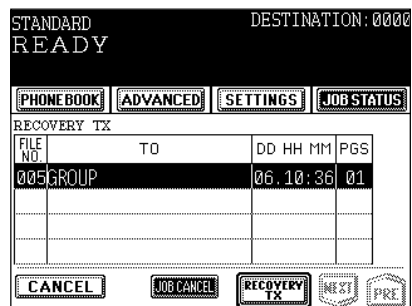 STANDARD DESTINATION:0000
READY
PHONEBOOK ADVANCED SETTINGS JOB STATUS
RECOVERY TX
FILE NO. TO DD HH MM PGS
005 GROUP 06.10:36 01
CANCEL JOB CANCEL RECOVERY TX NEXT PRE